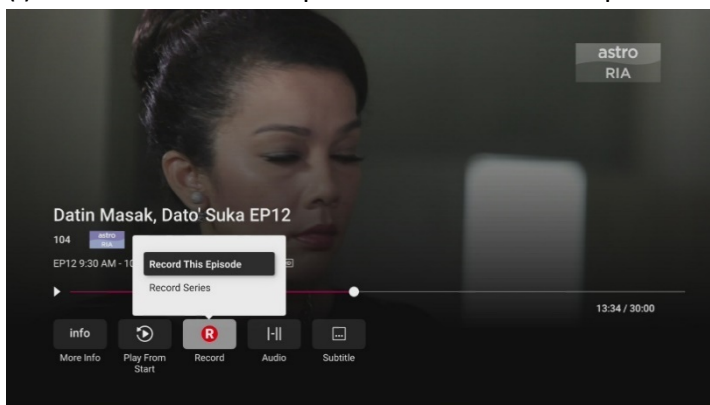 astro
RIA
Datin Masak, Dato' Suka EP12
104 astro RIA
EP12 9:30 AM - 10
Record This Episode
Record Series
13:34 / 30:00
info
R
More Info
Play From
Start
Record
Audio
Subtitle